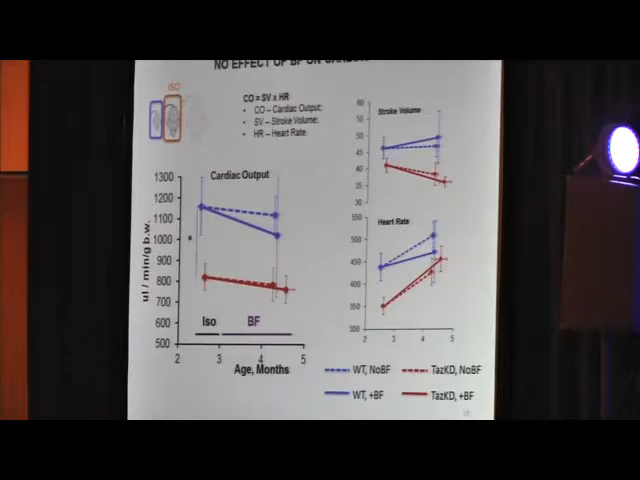 NO EFFECT OF BF ON CARDIAC
ISO
CO = SV x HR
• CO – Cardiac Output;
• SV – Stroke Volume;
• HR – Heart Rate.
Stroke Volume
60
55
50
45
40
35
30
Cardiac Output
1300
1200
1100
1000
900
800
700
600
500
ul / min/g b.w.
*
Iso BF
2 3 4 5
Age, Months
Heart Rate
550
500
450
400
350
300
2 3 4 5
WT, NoBF TazKD, NoBF
WT, +BF TazKD, +BF